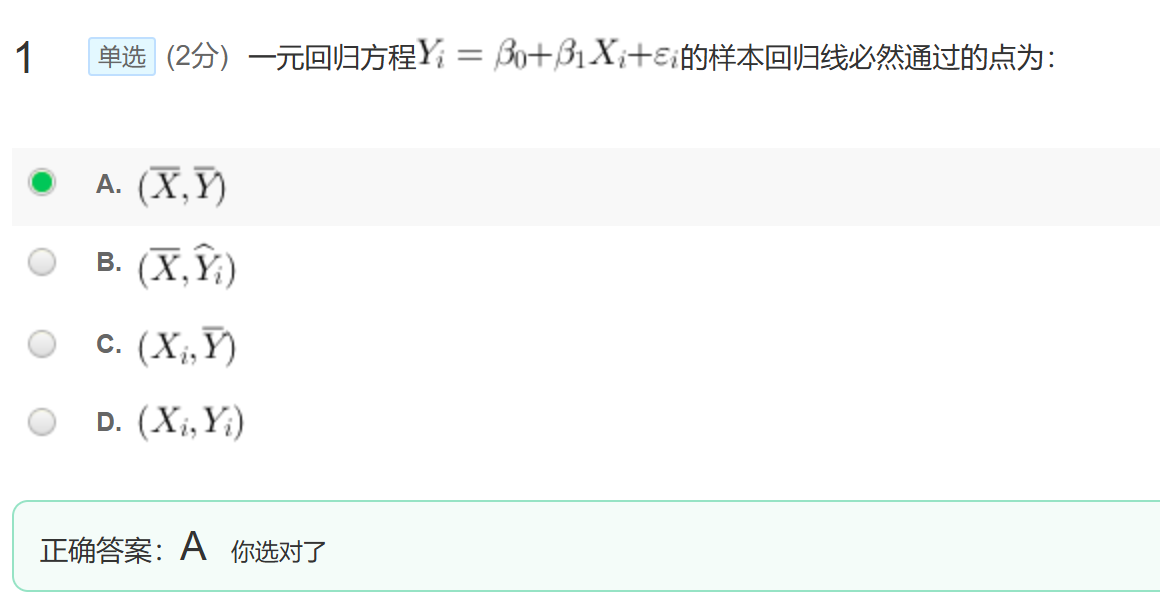 1 单选 (2分) 一元回归方程$Y_i = \beta_0+\beta_1 X_i+\varepsilon_i$的样本回归线必然通过的点为：
A. $(\overline{X},\overline{Y})$
B. $(\overline{X},\widehat{Y}_i)$
C. $(X_i,\overline{Y})$
D. $(X_i,Y_i)$
正确答案：A 你选对了